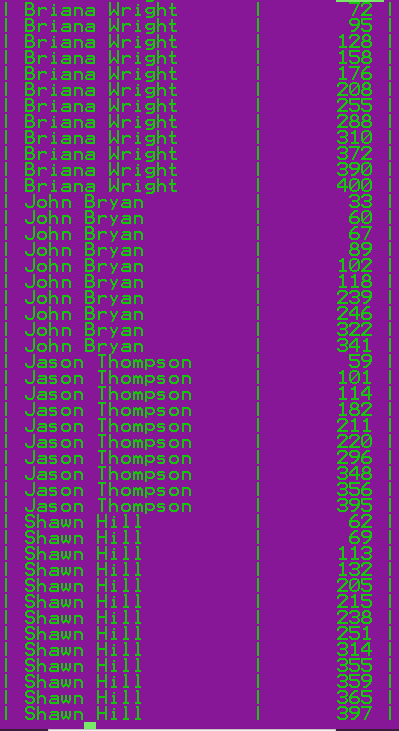 | Briana Wright | 72 |
| Briana Wright | 95 |
| Briana Wright | 128 |
| Briana Wright | 158 |
| Briana Wright | 176 |
| Briana Wright | 208 |
| Briana Wright | 255 |
| Briana Wright | 288 |
| Briana Wright | 310 |
| Briana Wright | 372 |
| Briana Wright | 390 |
| Briana Wright | 400 |
| John Bryan | 33 |
| John Bryan | 60 |
| John Bryan | 67 |
| John Bryan | 89 |
| John Bryan | 102 |
| John Bryan | 118 |
| John Bryan | 239 |
| John Bryan | 246 |
| John Bryan | 322 |
| John Bryan | 341 |
| Jason Thompson | 59 |
| Jason Thompson | 101 |
| Jason Thompson | 114 |
| Jason Thompson | 182 |
| Jason Thompson | 211 |
| Jason Thompson | 220 |
| Jason Thompson | 296 |
| Jason Thompson | 348 |
| Jason Thompson | 356 |
| Jason Thompson | 395 |
| Shawn Hill | 62 |
| Shawn Hill | 69 |
| Shawn Hill | 113 |
| Shawn Hill | 132 |
| Shawn Hill | 205 |
| Shawn Hill | 215 |
| Shawn Hill | 238 |
| Shawn Hill | 251 |
| Shawn Hill | 314 |
| Shawn Hill | 355 |
| Shawn Hill | 359 |
| Shawn Hill | 365 |
| Shawn Hill | 397 |